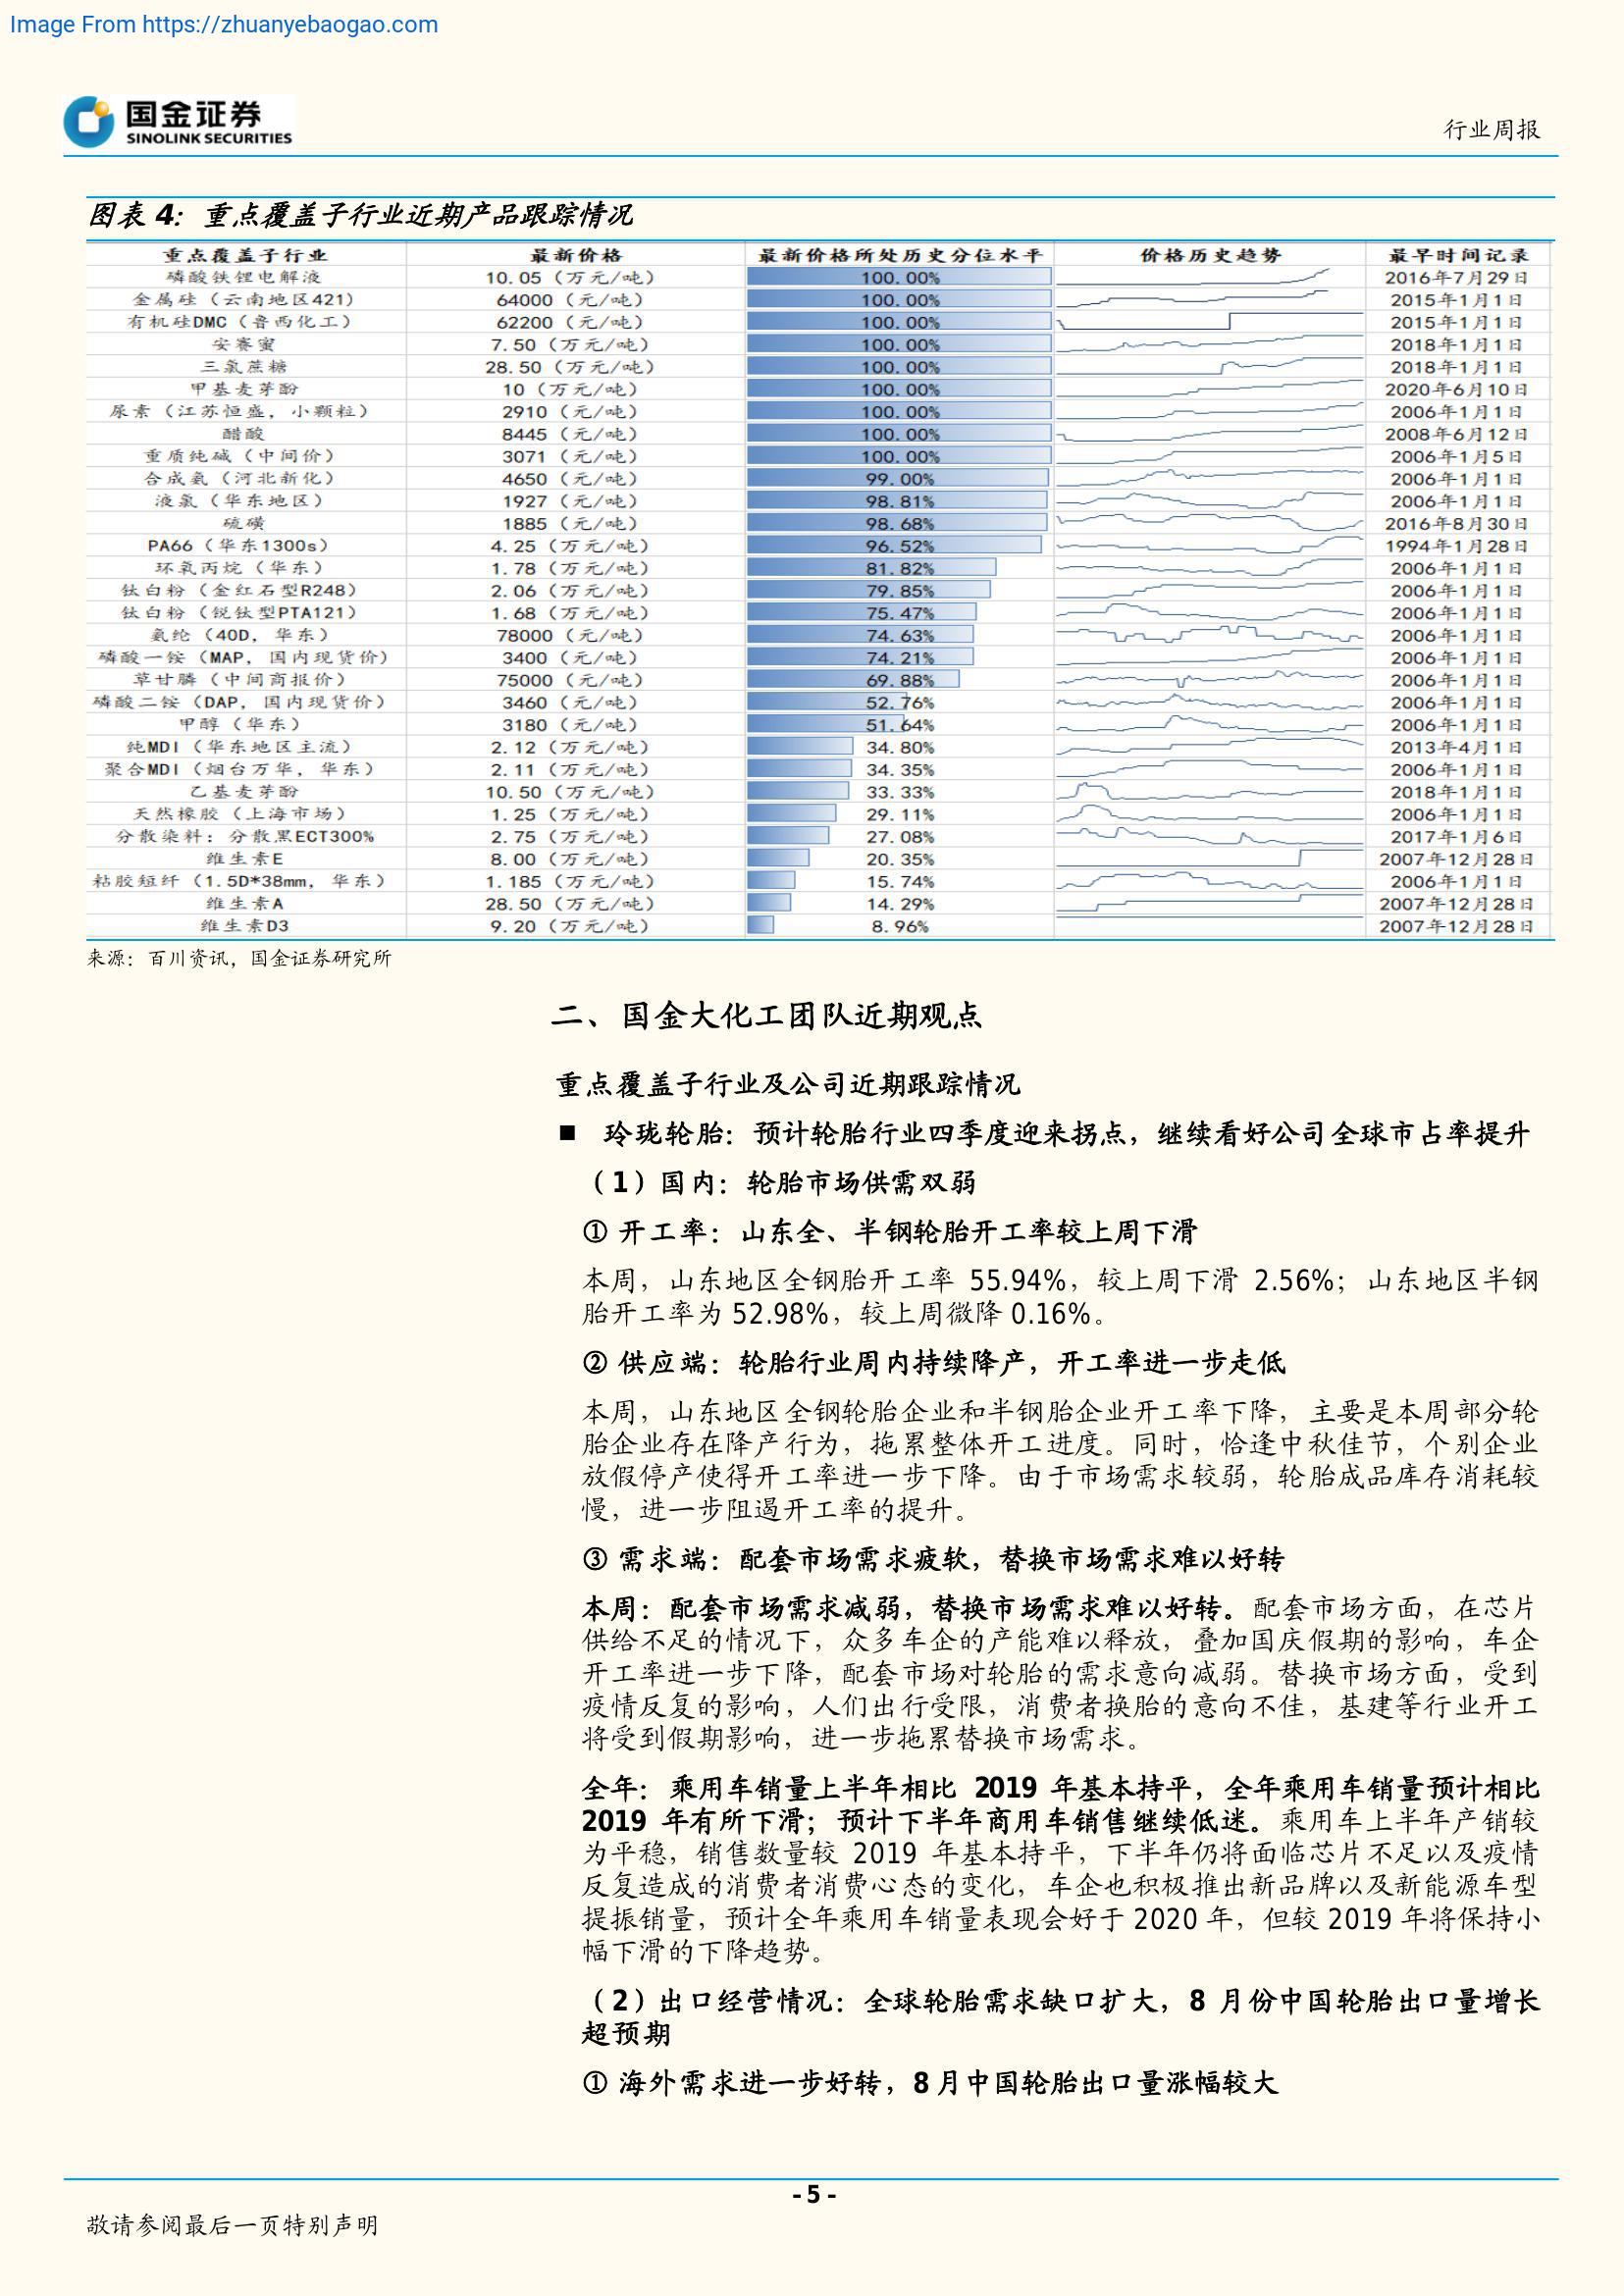 Image From https://zhuanyebaogao.com
国金证券
SINOLINK SECURITIES
行业周报
图表 4：重点覆盖子行业近期产品跟踪情况
重点覆盖子行业 最新价格 最新价格所处历史分位水平 价格历史趋势 最早时间记录
磷酸铁锂电解液 10.05（万元/吨） 100.00% 2016年7月29日
金属硅（云南地区421） 64000（元/吨） 100.00% 2015年1月1日
有机硅DMC（鲁西化工） 62200（元/吨） 100.00% 2015年1月1日
安赛蜜 7.50（万元/吨） 100.00% 2018年1月1日
三氯蔗糖 28.50（万元/吨） 100.00% 2018年1月1日
甲基麦芽酚 10（万元/吨） 100.00% 2020年6月10日
尿素（江苏恒盛，小颗粒） 2910（元/吨） 100.00% 2006年1月1日
醋酸 8445（元/吨） 100.00% 2008年6月12日
重质纯碱（中间价） 3071（元/吨） 100.00% 2006年1月5日
合成氨（河北新化） 4650（元/吨） 99.00% 2006年1月1日
液氯（华东地区） 1927（元/吨） 98.81% 2006年1月1日
硫磺 1885（元/吨） 98.68% 2016年8月30日
PA66（华东1300s） 4.25（万元/吨） 96.52% 1994年1月28日
环氧丙烷（华东） 1.78（万元/吨） 81.82% 2006年1月1日
钛白粉（金红石型R248） 2.06（万元/吨） 79.85% 2006年1月1日
钛白粉（锐钛型PTA121） 1.68（万元/吨） 75.47% 2006年1月1日
氨纶（40D，华东） 78000（元/吨） 74.63% 2006年1月1日
磷酸一铵（MAP，国内现货价） 3400（元/吨） 74.21% 2006年1月1日
草甘膦（中间商报价） 75000（元/吨） 69.88% 2006年1月1日
磷酸二铵（DAP，国内现货价） 3460（元/吨） 52.76% 2006年1月1日
甲醇（华东） 3180（元/吨） 51.64% 2006年1月1日
纯MDI（华东地区主流） 2.12（万元/吨） 34.80% 2013年4月1日
聚合MDI（烟台万华，华东） 2.11（万元/吨） 34.35% 2006年1月1日
乙基麦芽酚 10.50（万元/吨） 33.33% 2018年1月1日
天然橡胶（上海市场） 1.25（万元/吨） 29.11% 2006年1月1日
分散染料：分散黑ECT300% 2.75（万元/吨） 27.08% 2017年1月6日
维生素E 8.00（万元/吨） 20.35% 2007年12月28日
粘胶短纤（1.5D*38mm，华东） 1.185（万元/吨） 15.74% 2006年1月1日
维生素A 28.50（万元/吨） 14.29% 2007年12月28日
维生素D3 9.20（万元/吨） 8.96% 2007年12月28日
来源：百川资讯，国金证券研究所
二、国金大化工团队近期观点
重点覆盖子行业及公司近期跟踪情况
■ 玲珑轮胎：预计轮胎行业四季度迎来拐点，继续看好公司全球市占率提升
（1）国内：轮胎市场供需双弱
① 开工率：山东全、半钢轮胎开工率较上周下滑
本周，山东地区全钢胎开工率 55.94%，较上周下滑 2.56%；山东地区半钢
胎开工率为 52.98%，较上周微降 0.16%。
② 供应端：轮胎行业周内持续降产，开工率进一步走低
本周，山东地区全钢轮胎企业和半钢胎企业开工率下降，主要是本周部分轮
胎企业存在降产行为，拖累整体开工进度。同时，恰逢中秋佳节，个别企业
放假停产使得开工率进一步下降。由于市场需求较弱，轮胎成品库存消耗较
慢，进一步阻遏开工率的提升。
③ 需求端：配套市场需求疲软，替换市场需求难以好转
本周：配套市场需求减弱，替换市场需求难以好转。配套市场方面，在芯片
供给不足的情况下，众多车企的产能难以释放，叠加国庆假期的影响，车企
开工率进一步下降，配套市场对轮胎的需求意向减弱。替换市场方面，受到
疫情反复的影响，人们出行受限，消费者换胎的意向不佳，基建等行业开工
将受到假期影响，进一步拖累替换市场需求。
全年：乘用车销量上半年相比 2019 年基本持平，全年乘用车销量预计相比
2019 年有所下滑；预计下半年商用车销售继续低迷。乘用车上半年产销较
为平稳，销售数量较 2019 年基本持平，下半年仍将面临芯片不足以及疫情
反复造成的消费者消费心态的变化，车企也积极推出新品牌以及新能源车型
提振销量，预计全年乘用车销量表现会好于 2020 年，但较 2019 年将保持小
幅下滑的下降趋势。
（2）出口经营情况：全球轮胎需求缺口扩大，8 月份中国轮胎出口量增长
超预期
① 海外需求进一步好转，8 月中国轮胎出口量涨幅较大
- 5 -
敬请参阅最后一页特别声明